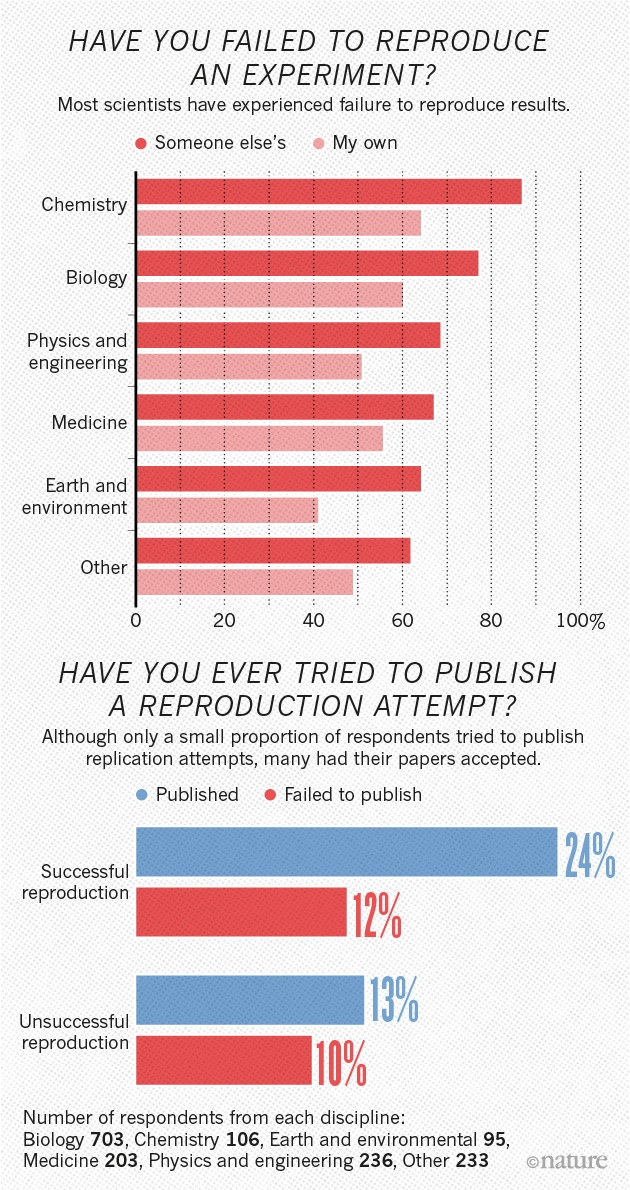 HAVE YOU FAILED TO REPRODUCE
AN EXPERIMENT?
Most scientists have experienced failure to reproduce results.
Someone else’s My own
Chemistry
Biology
Physics and
engineering
Medicine
Earth and
environment
Other
0 20 40 60 80 100%
HAVE YOU EVER TRIED TO PUBLISH
A REPRODUCTION ATTEMPT?
Although only a small proportion of respondents tried to publish
replication attempts, many had their papers accepted.
Published Failed to publish
24%
Successful
reproduction
12%
13%
Unsuccessful
reproduction
10%
Number of respondents from each discipline:
Biology 703, Chemistry 106, Earth and environmental 95,
Medicine 203, Physics and engineering 236, Other 233
©nature